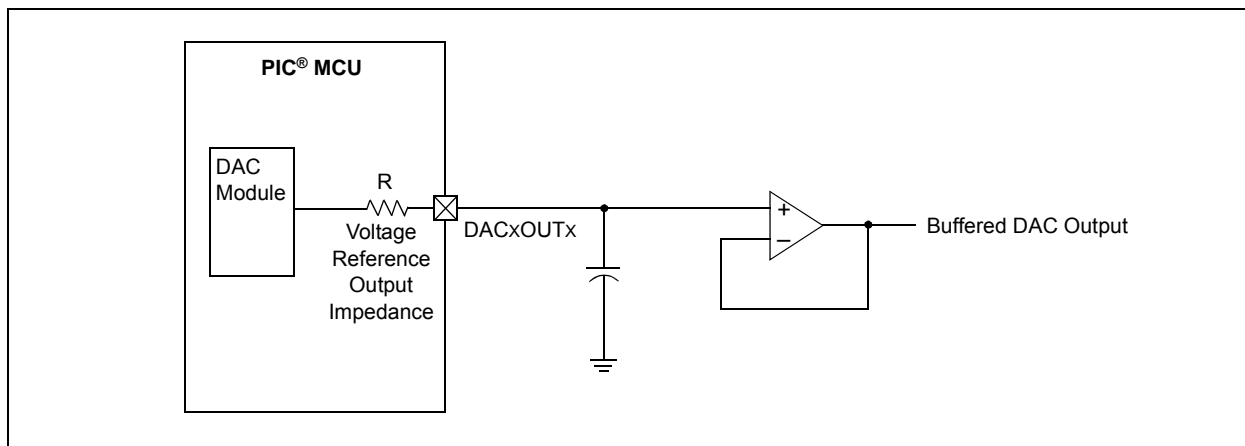 PIC® MCU
DAC
Module
R
Voltage
Reference
Output
Impedance
DACXOUTX
+
–
Buffered DAC Output